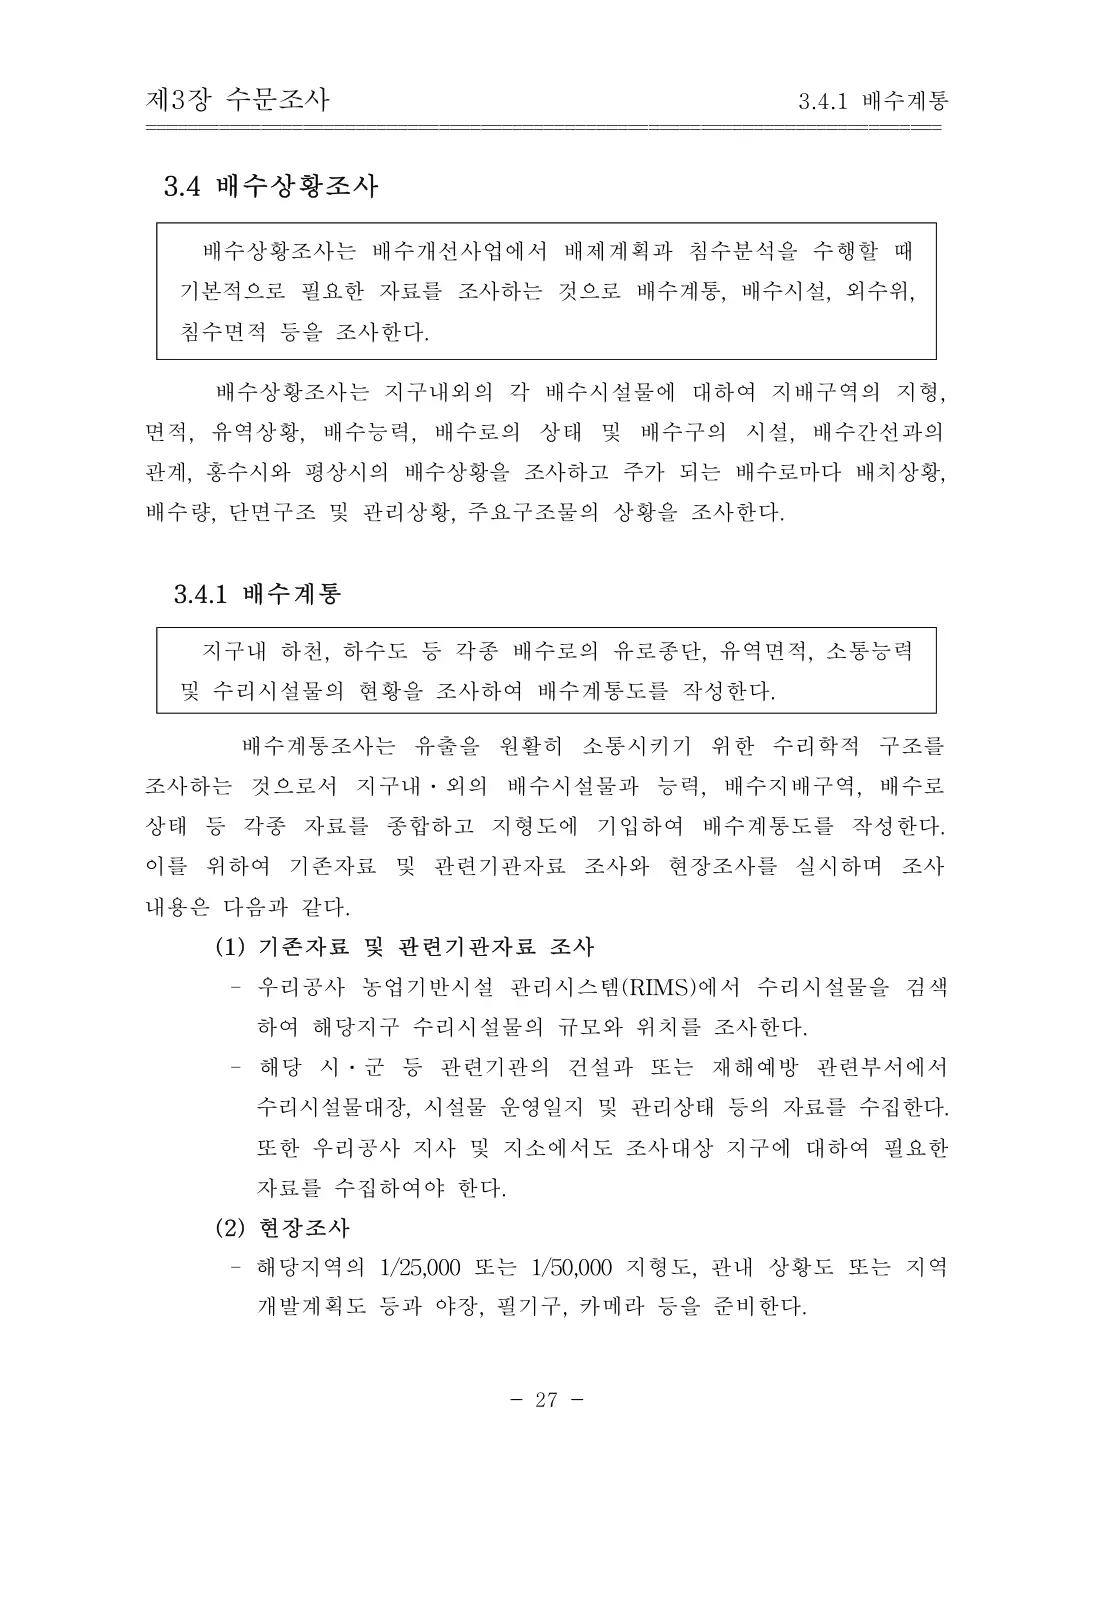 제3장 수문조사
3.4.1 배수계통
3.4 배수상황조사
배수상황조사는 배수개선사업에서 배제계획과 침수분석을 수행할 때
기본적으로 필요한 자료를 조사하는 것으로 배수계통, 배수시설, 외수위,
침수면적 등을 조사한다.
배수상황조사는 지구내외의 각 배수시설물에 대하여 지배구역의 지형,
면적, 유역상황, 배수능력, 배수로의 상태 및 배수구의 시설, 배수간선과의
관계, 홍수시와 평상시의 배수상황을 조사하고 주가 되는 배수로마다 배치상황,
배수량, 단면구조 및 관리상황, 주요구조물의 상황을 조사한다.
3.4.1 배수계통
지구내 하천, 하수도 등 각종 배수로의 유로종단, 유역면적, 소통능력
및 수리시설물의 현황을 조사하여 배수계통도를 작성한다.
배수계통조사는 유출을 원활히 소통시키기 위한 수리학적 구조를
조사하는 것으로서 지구내·외의 배수시설물과 능력, 배수지배구역, 배수로
상태 등 각종 자료를 종합하고 지형도에 기입하여 배수계통도를 작성한다.
이를 위하여 기존자료 및 관련기관자료 조사와 현장조사를 실시하며 조사
내용은 다음과 같다.
(1) 기존자료 및 관련기관자료 조사
- 우리공사 농업기반시설 관리시스템(RIMS)에서 수리시설물을 검색
하여 해당지구 수리시설물의 규모와 위치를 조사한다.
- 해당 시·군 등 관련기관의 건설과 또는 재해예방 관련부서에서
수리시설물대장, 시설물 운영일지 및 관리상태 등의 자료를 수집한다.
또한 우리공사 지사 및 지소에서도 조사대상 지구에 대하여 필요한
자료를 수집하여야 한다.
(2) 현장조사
- 해당지역의 1/25,000 또는 1/50,000 지형도, 관내 상황도 또는 지역
개발계획도 등과 야장, 필기구, 카메라 등을 준비한다.
- 27 -